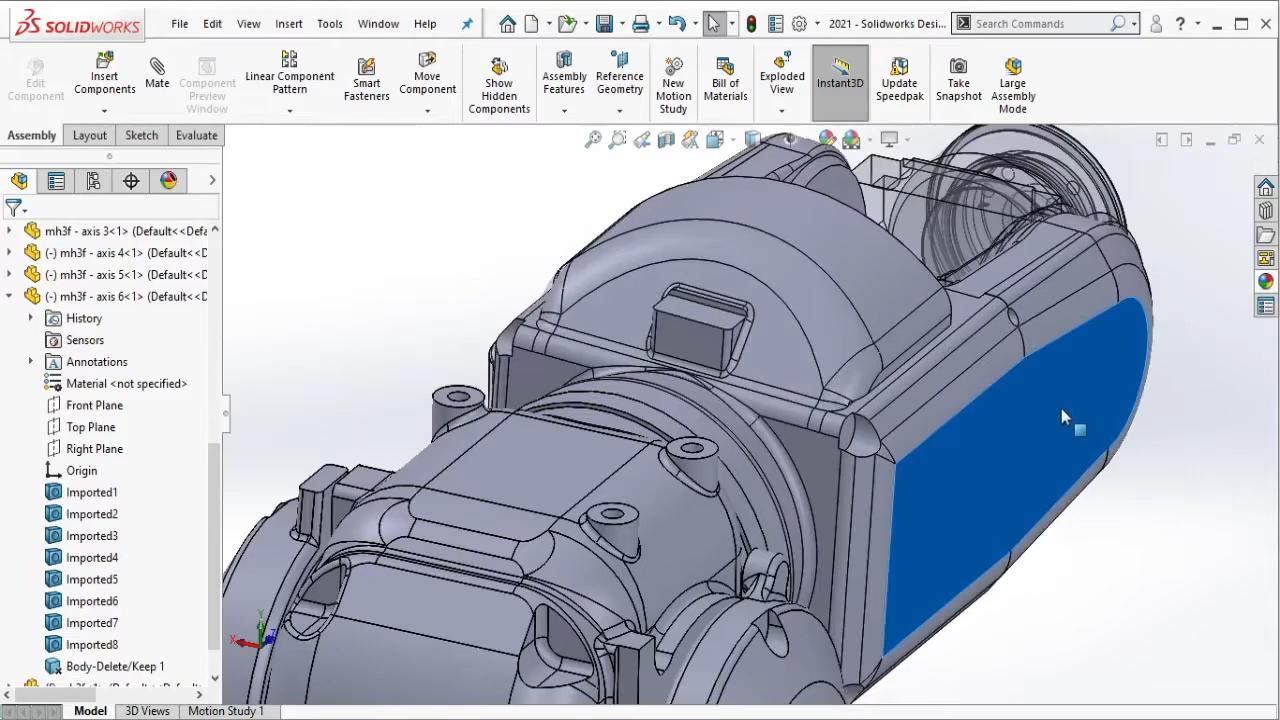 SOLIDWORKS
File Edit View Insert Tools Window Help
2021 - Solidworks Desi...
Search Commands
?
Edit Component
Insert Components
Mate
Component Preview Window
Linear Component Pattern
Smart Fasteners
Move Component
Show Hidden Components
Assembly Features
Reference Geometry
New Motion Study
Bill of Materials
Exploded View
Instant3D
Update Speedpak
Take Snapshot
Large Assembly Mode
Assembly Layout Sketch Evaluate
mh3f - axis 3<1> (Default<<Defa
(-) mh3f - axis 4<1> (Default<<D
(-) mh3f - axis 5<1> (Default<<D
(-) mh3f - axis 6<1> (Default<<D
History
Sensors
Annotations
Material <not specified>
Front Plane
Top Plane
Right Plane
Origin
Imported1
Imported2
Imported3
Imported4
Imported5
Imported6
Imported7
Imported8
Body-Delete/Keep 1
Y
X
Model 3D Views Motion Study 1